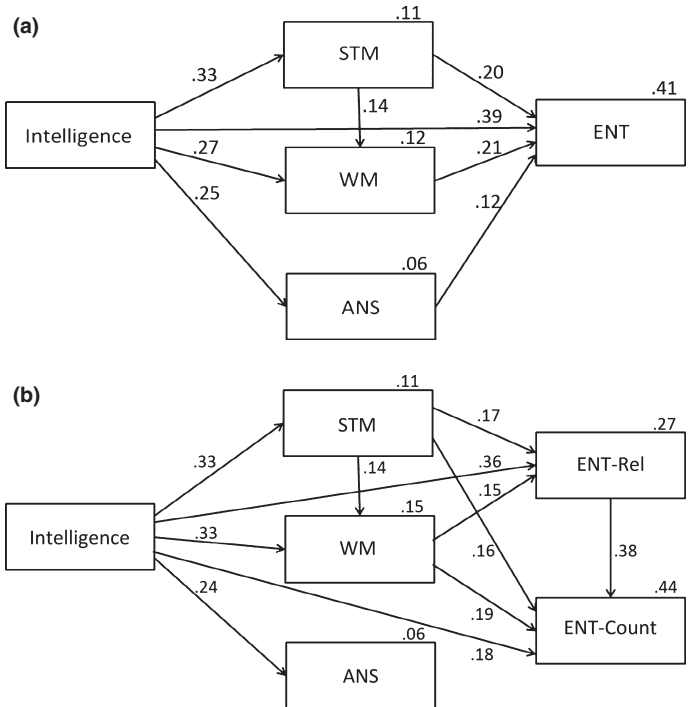 (a)
.11
STM
.33
.20
.41
.14
.39
Intelligence
ENT
.12
.27
WM
.21
.25
.12
.06
ANS
(b)
.11
STM
.17
.27
.33
.14
.36
ENT-Rel
.15
.15
Intelligence
.33
WM
.16
.38
.24
.19
.44
ENT-Count
.06
.18
ANS